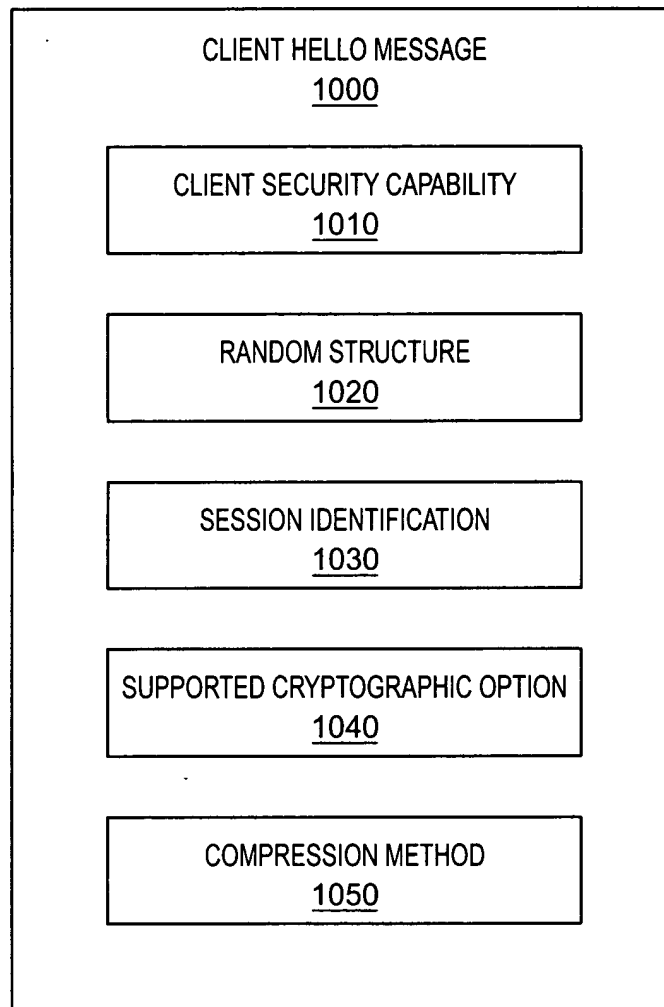 CLIENT HELLO MESSAGE
1000
CLIENT SECURITY CAPABILITY
1010
RANDOM STRUCTURE
1020
SESSION IDENTIFICATION
1030
SUPPORTED CRYPTOGRAPHIC OPTION
1040
COMPRESSION METHOD
1050